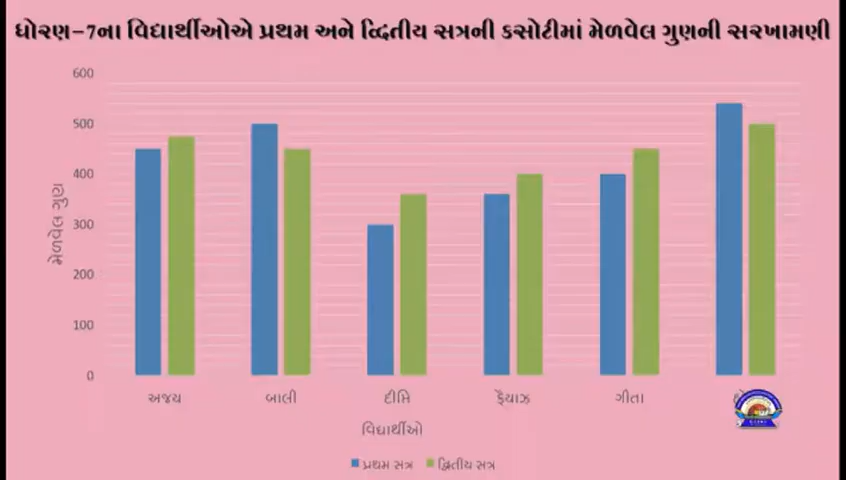 ધોરણ-7ના વિદ્યાર્થીઓએ પ્રથમ અને દ્વિતીય સત્રની કસોટીમાં મેળવેલ ગુણની સરખામણી
600
500
400
300
200
100
0
મેળવેલ ગુણ
અજય બાલી દીપ્તિ ફૈયાઝ ગીતા
વિદ્યાર્થીઓ
પ્રથમ સત્ર દ્વિતીય સત્ર